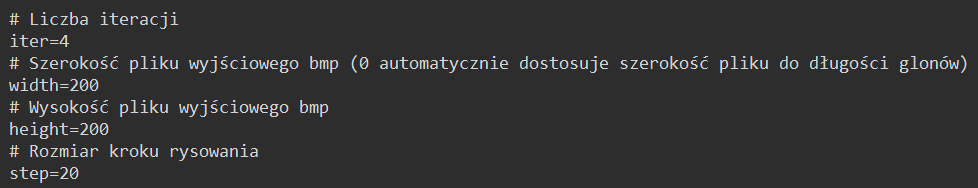 # Liczba iteracji
iter=4
# Szerokość pliku wyjściowego bmp (0 automatycznie dostosuje szerokość pliku do długości glonów)
width=200
# Wysokość pliku wyjściowego bmp
height=200
# Rozmiar kroku rysowania
step=20